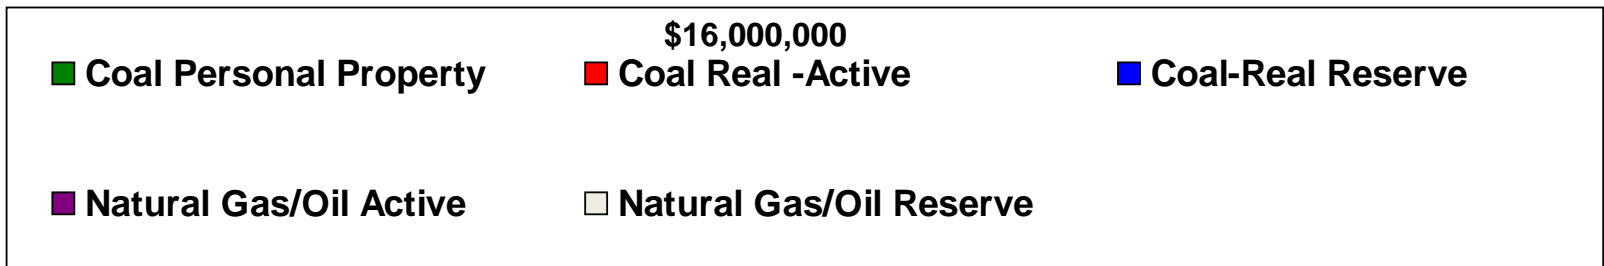 $16,000,000
Coal Personal Property Coal Real -Active Coal-Real Reserve
Natural Gas/Oil Active Natural Gas/Oil Reserve